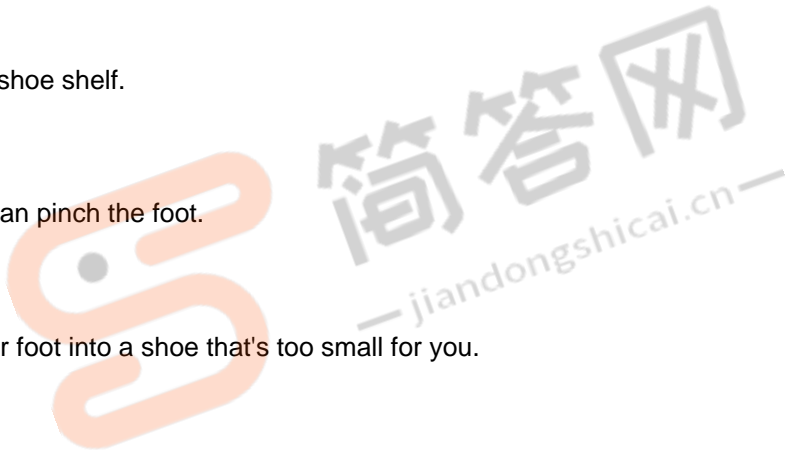 shoe shelf.
简答网
jiandongshicai.cn
an pinch the foot.
r foot into a shoe that's too small for you.